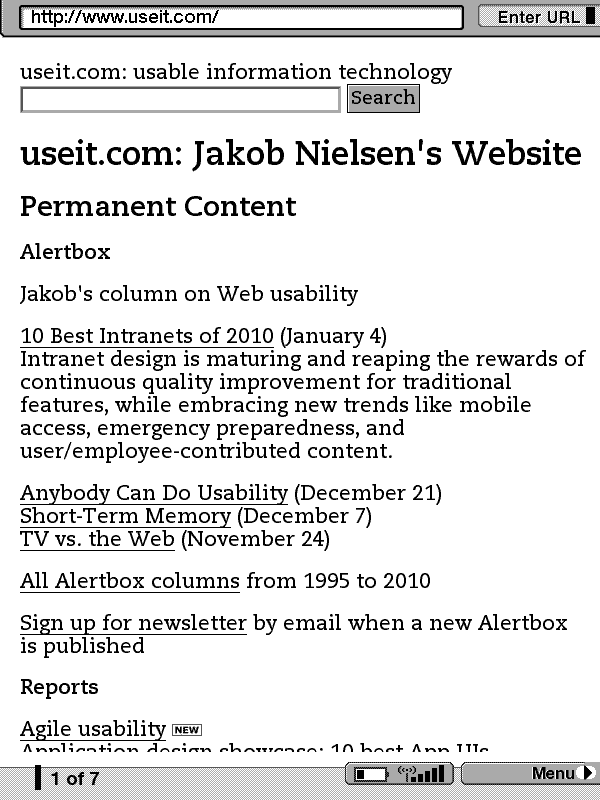 http://www.useit.com/
Enter URL
useit.com: usable information technology
Search
useit.com: Jakob Nielsen's Website
Permanent Content
Alertbox
Jakob's column on Web usability
10 Best Intranets of 2010 (January 4)
Intranet design is maturing and reaping the rewards of
continuous quality improvement for traditional
features, while embracing new trends like mobile
access, emergency preparedness, and
user/employee-contributed content.
Anybody Can Do Usability (December 21)
Short-Term Memory (December 7)
TV vs. the Web (November 24)
All Alertbox columns from 1995 to 2010
Sign up for newsletter by email when a new Alertbox
is published
Reports
Agile usability NEW
Application design showcase: 10 best App UIs
1 of 7
Menu